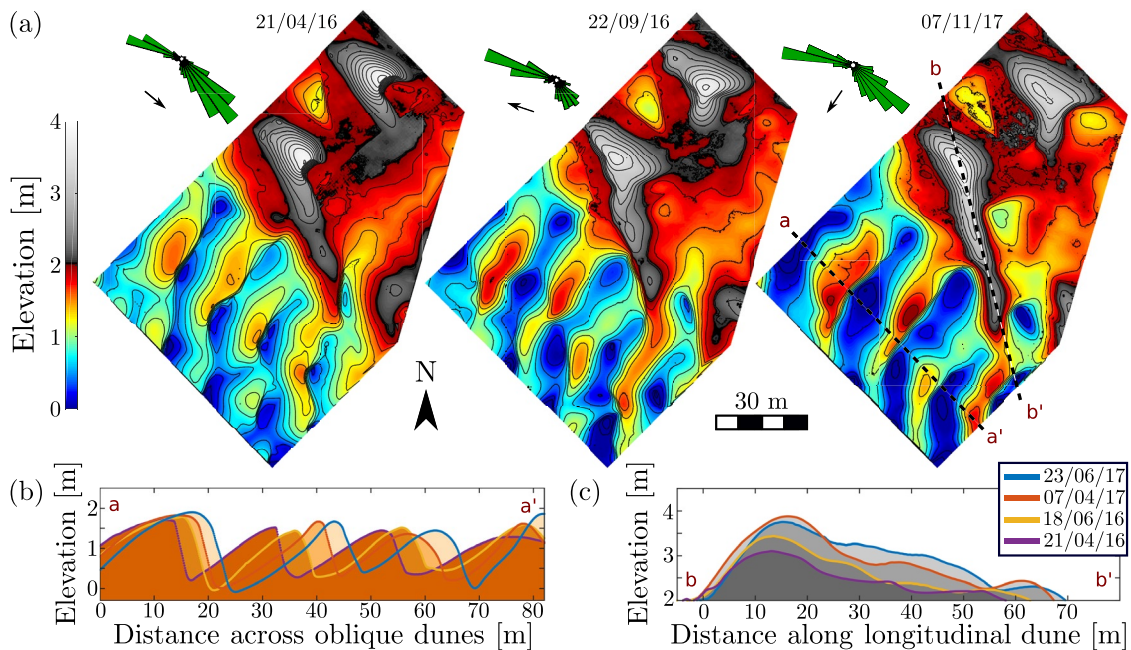 (a)
21/04/16
22/09/16
07/11/17
Elevation [m]
4
3
2
1
0
b
a
b'
a'
N
30 m
(b)
Elevation [m]
2
1
0
a
a'
0 10 20 30 40 50 60 70 80
Distance across oblique dunes [m]
(c)
Elevation [m]
4
3
2
b
b'
0 10 20 30 40 50 60 70
Distance along longitudinal dune [m]
23/06/17
07/04/17
18/06/16
21/04/16